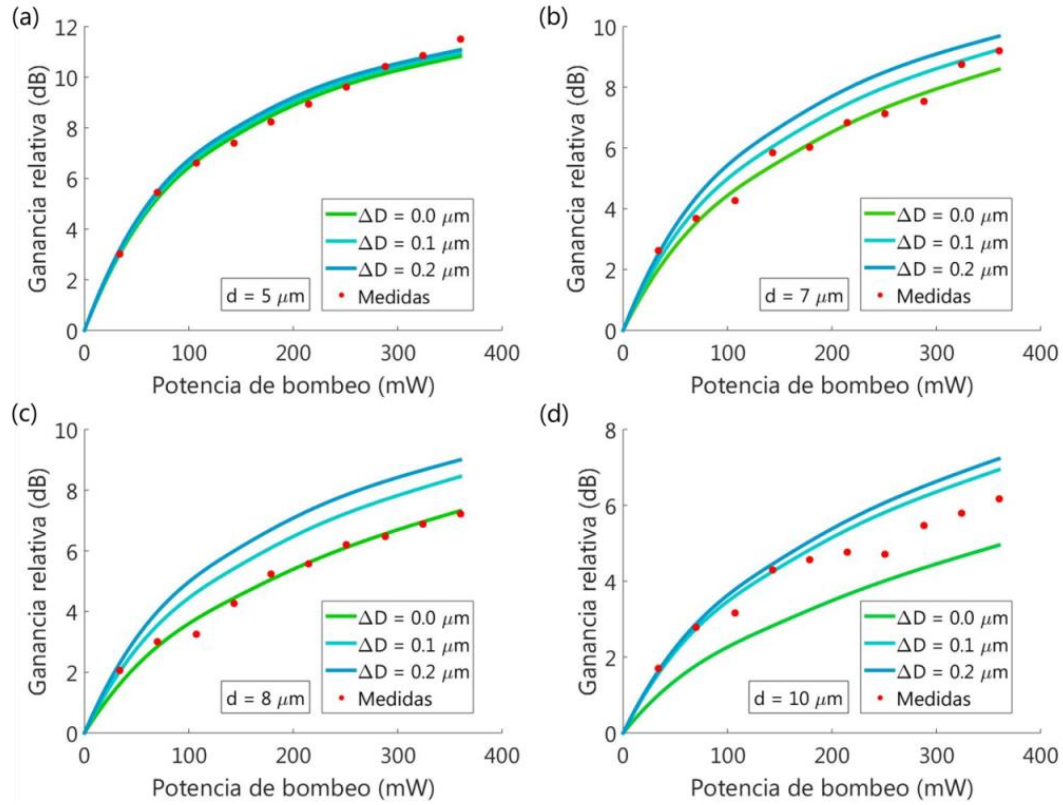 (a)
12
10
8
6
4
2
0
Ganancia relativa (dB)
ΔD = 0.0 μm
ΔD = 0.1 μm
ΔD = 0.2 μm
Medidas
d = 5 μm
0 100 200 300 400
Potencia de bombeo (mW)
(b)
10
8
6
4
2
0
Ganancia relativa (dB)
ΔD = 0.0 μm
ΔD = 0.1 μm
ΔD = 0.2 μm
Medidas
d = 7 μm
0 100 200 300 400
Potencia de bombeo (mW)
(c)
10
8
6
4
2
0
Ganancia relativa (dB)
ΔD = 0.0 μm
ΔD = 0.1 μm
ΔD = 0.2 μm
Medidas
d = 8 μm
0 100 200 300 400
Potencia de bombeo (mW)
(d)
8
6
4
2
0
Ganancia relativa (dB)
ΔD = 0.0 μm
ΔD = 0.1 μm
ΔD = 0.2 μm
Medidas
d = 10 μm
0 100 200 300 400
Potencia de bombeo (mW)